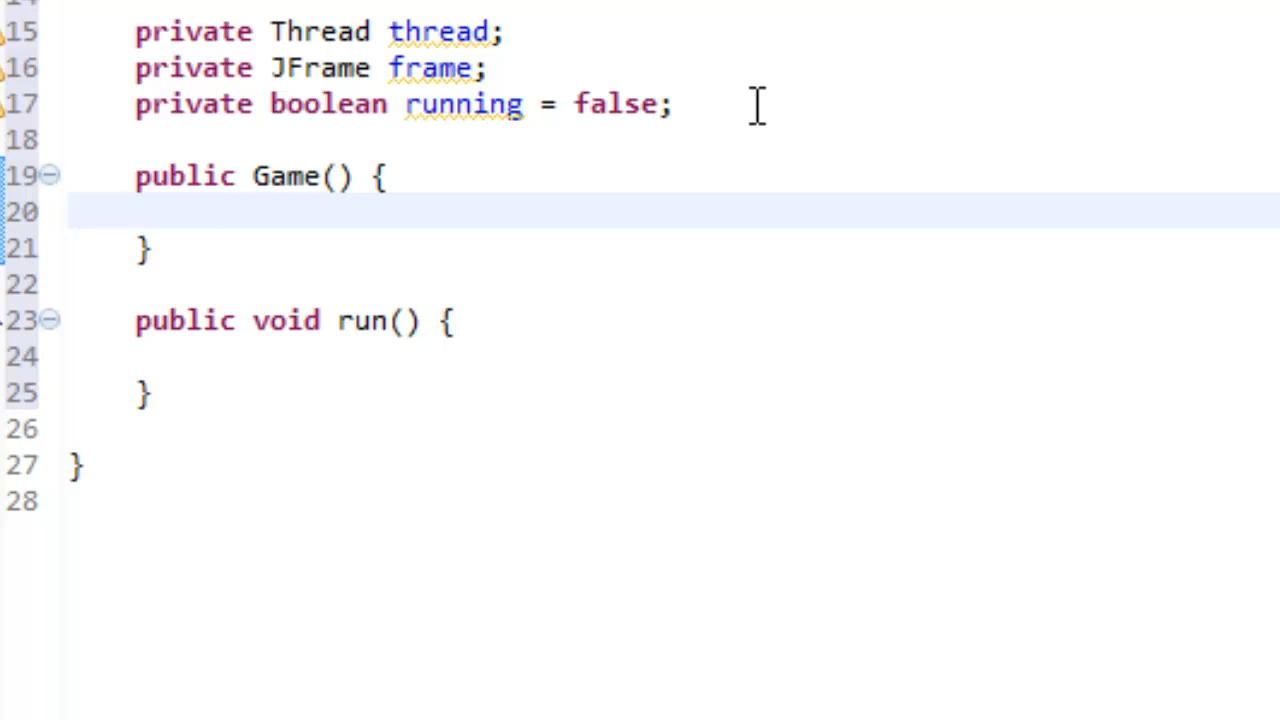 14
15 private Thread thread;
16 private JFrame frame;
17 private boolean running = false;
18
19 public Game() {
20
21 }
22
23 public void run() {
24
25 }
26
27 }
28